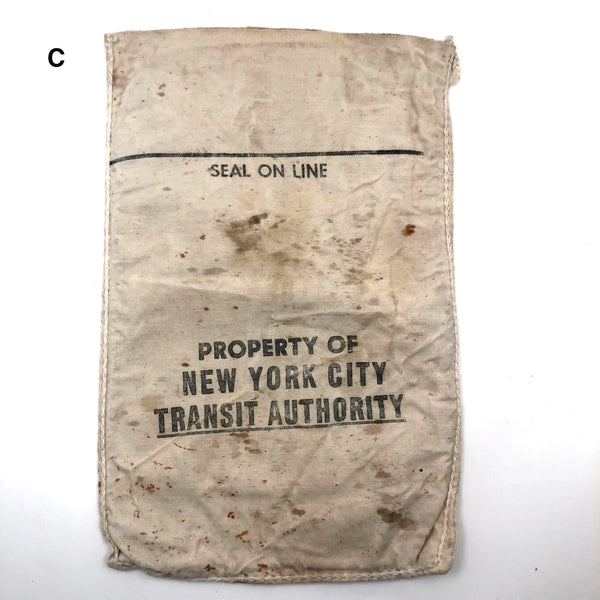 C
SEAL ON LINE
PROPERTY OF
NEW YORK CITY
TRANSIT AUTHORITY